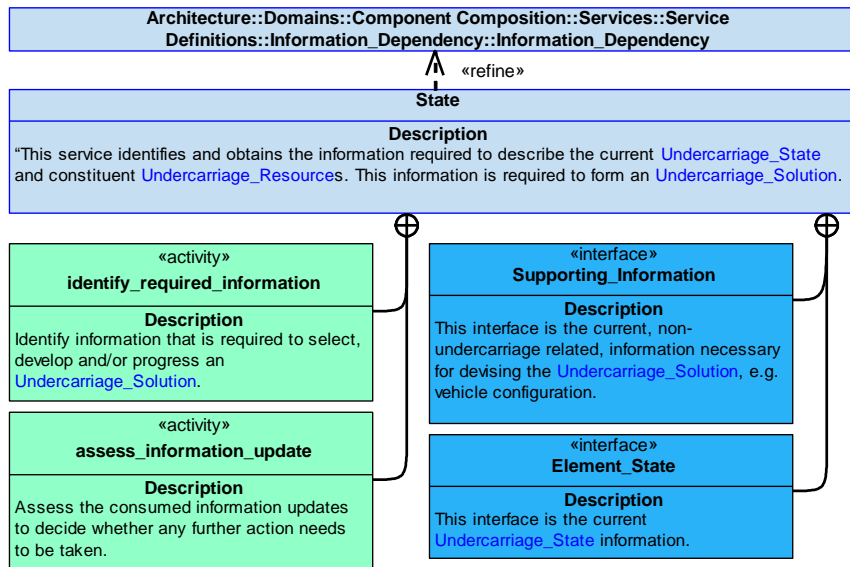 Architecture::Domains::Component Composition::Services::Service
Definitions::Information_Dependency::Information_Dependency
«refine»
State
Description
“This service identifies and obtains the information required to describe the current Undercarriage_State
and constituent Undercarriage_Resources. This information is required to form an Undercarriage_Solution.
«activity»
identify_required_information
Description
Identify information that is required to select,
develop and/or progress an
Undercarriage_Solution.
«interface»
Supporting_Information
Description
This interface is the current, non-
undercarriage related, information necessary
for devising the Undercarriage_Solution, e.g.
vehicle configuration.
«activity»
assess_information_update
Description
Assess the consumed information updates
to decide whether any further action needs
to be taken.
«interface»
Element_State
Description
This interface is the current
Undercarriage_State information.